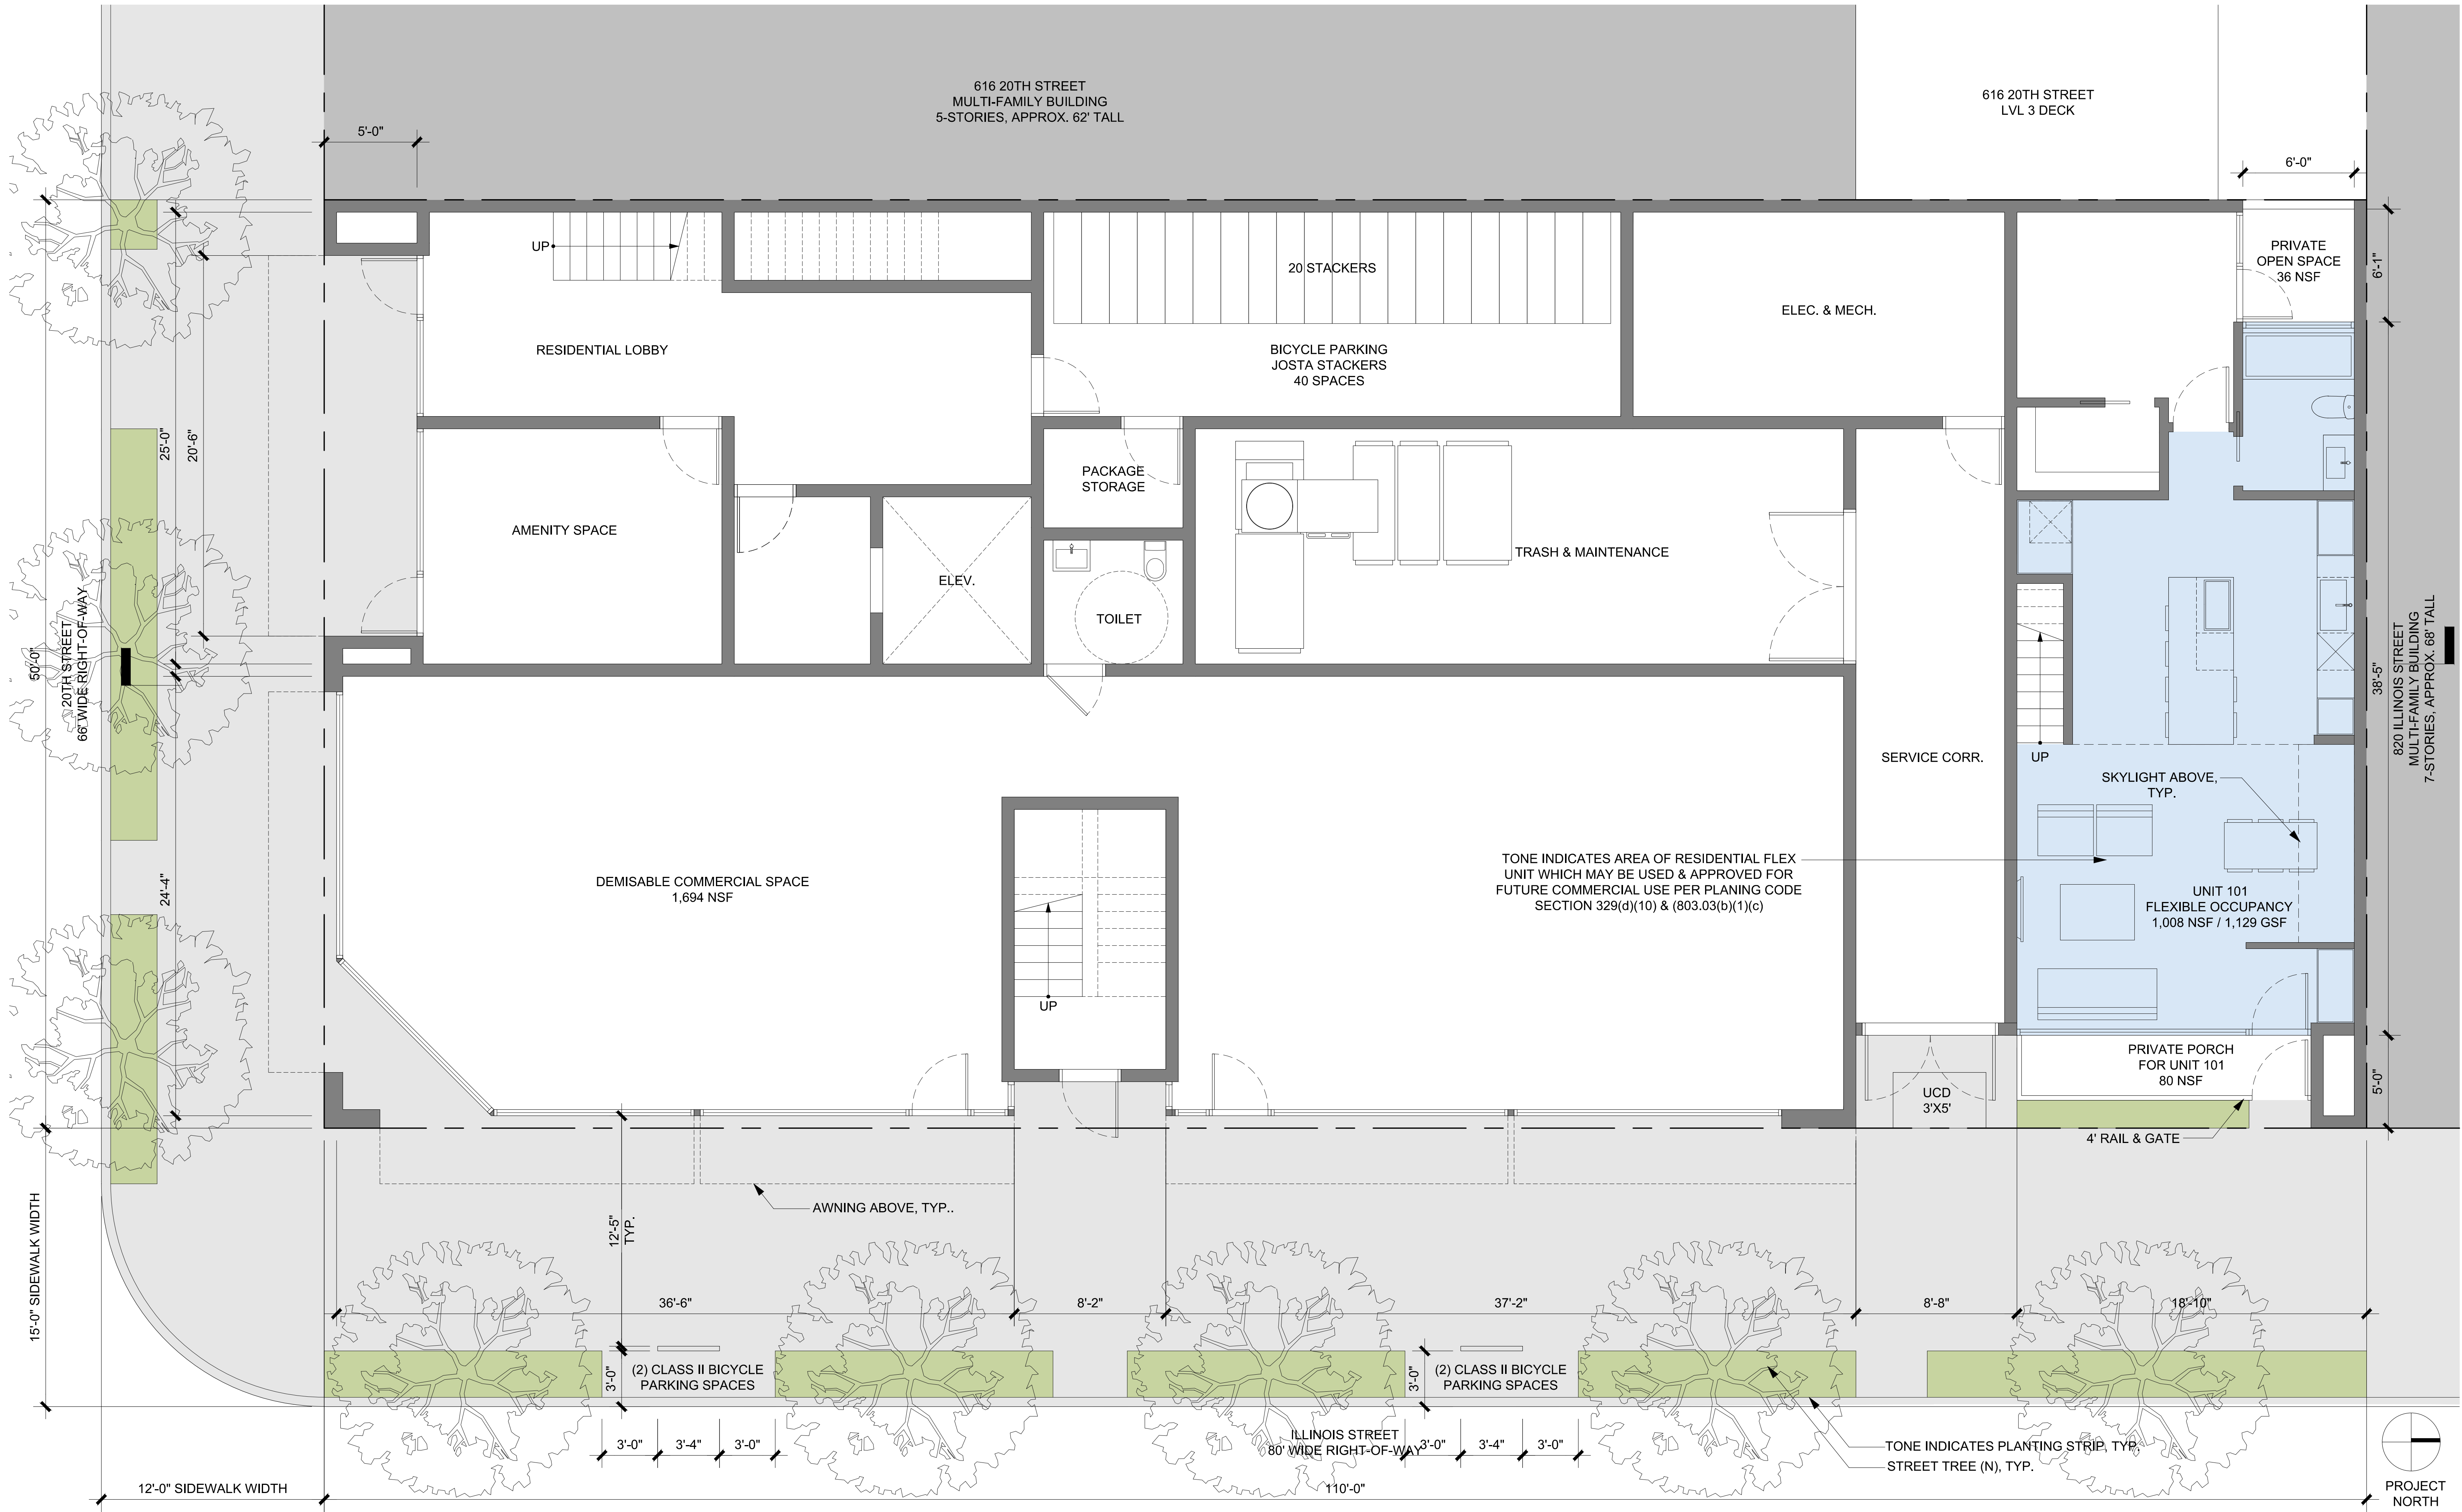 616 20TH STREET
MULTI-FAMILY BUILDING
5-STORIES, APPROX. 62' TALL
616 20TH STREET
LVL 3 DECK
5'-0"
6'-0"
UP
20 STACKERS
PRIVATE
OPEN SPACE
36 NSF
6'-1"
ELEC. & MECH.
RESIDENTIAL LOBBY
BICYCLE PARKING
JOSTA STACKERS
40 SPACES
25'-0"
20'-6"
PACKAGE
STORAGE
AMENITY SPACE
TRASH & MAINTENANCE
ELEV.
TOILET
50'-0"
20TH STREET
66' WIDE RIGHT-OF-WAY
38'-5"
820 ILLINOIS STREET
MULTI-FAMILY BUILDING
7-STORIES, APPROX. 68' TALL
SERVICE CORR.
UP
SKYLIGHT ABOVE,
TYP.
24'-4"
DEMISABLE COMMERCIAL SPACE
1,694 NSF
TONE INDICATES AREA OF RESIDENTIAL FLEX
UNIT WHICH MAY BE USED & APPROVED FOR
FUTURE COMMERCIAL USE PER PLANING CODE
SECTION 329(d)(10) & (803.03(b)(1)(c)
UNIT 101
FLEXIBLE OCCUPANCY
1,008 NSF / 1,129 GSF
UP
PRIVATE PORCH
FOR UNIT 101
80 NSF
UCD
3'X5'
5'-0"
4' RAIL & GATE
15'-0" SIDEWALK WIDTH
AWNING ABOVE, TYP..
12'-5"
TYP.
36'-6"
8'-2"
37'-2"
8'-8"
18'-10"
3'-0"
(2) CLASS II BICYCLE
PARKING SPACES
3'-0"
(2) CLASS II BICYCLE
PARKING SPACES
3'-0"
3'-4"
3'-0"
ILLINOIS STREET
80' WIDE RIGHT-OF-WAY
3'-0"
3'-4"
3'-0"
TONE INDICATES PLANTING STRIP, TYP.
STREET TREE (N), TYP.
12'-0" SIDEWALK WIDTH
110'-0"
PROJECT
NORTH